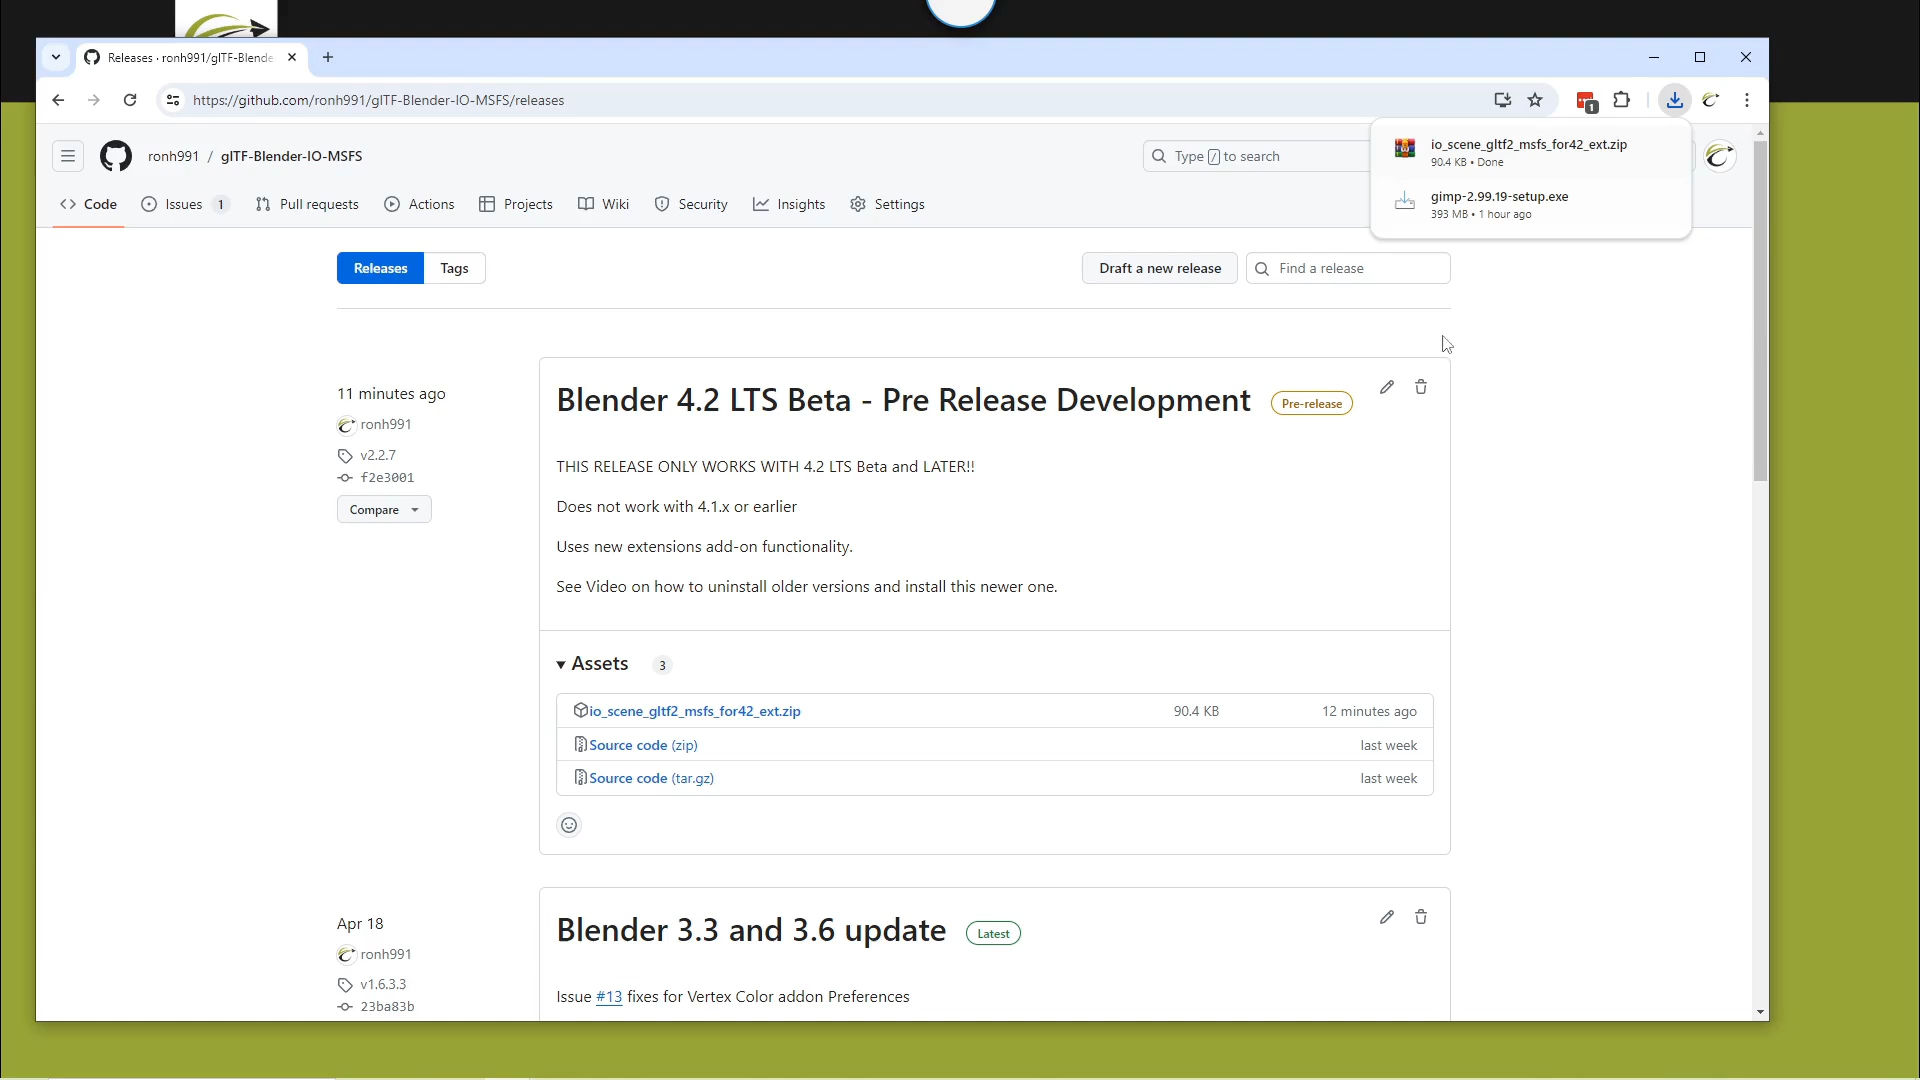 Releases · ronh991/glTF-Blende
https://github.com/ronh991/glTF-Blender-IO-MSFS/releases
1
io_scene_gltf2_msfs_for42_ext.zip
90.4 KB • Done
gimp-2.99.19-setup.exe
393 MB • 1 hour ago
ronh991 / glTF-Blender-IO-MSFS
Type / to search
Code
Issues 1
Pull requests
Actions
Projects
Wiki
Security
Insights
Settings
Releases
Tags
Draft a new release
Find a release
11 minutes ago
ronh991
v2.2.7
f2e3001
Compare
Blender 4.2 LTS Beta - Pre Release Development Pre-release
THIS RELEASE ONLY WORKS WITH 4.2 LTS Beta and LATER!!
Does not work with 4.1.x or earlier
Uses new extensions add-on functionality.
See Video on how to uninstall older versions and install this newer one.
Assets 3
io_scene_gltf2_msfs_for42_ext.zip 90.4 KB 12 minutes ago
Source code (zip) last week
Source code (tar.gz) last week
Apr 18
ronh991
v1.6.3.3
23ba83b
Blender 3.3 and 3.6 update Latest
Issue #13 fixes for Vertex Color addon Preferences